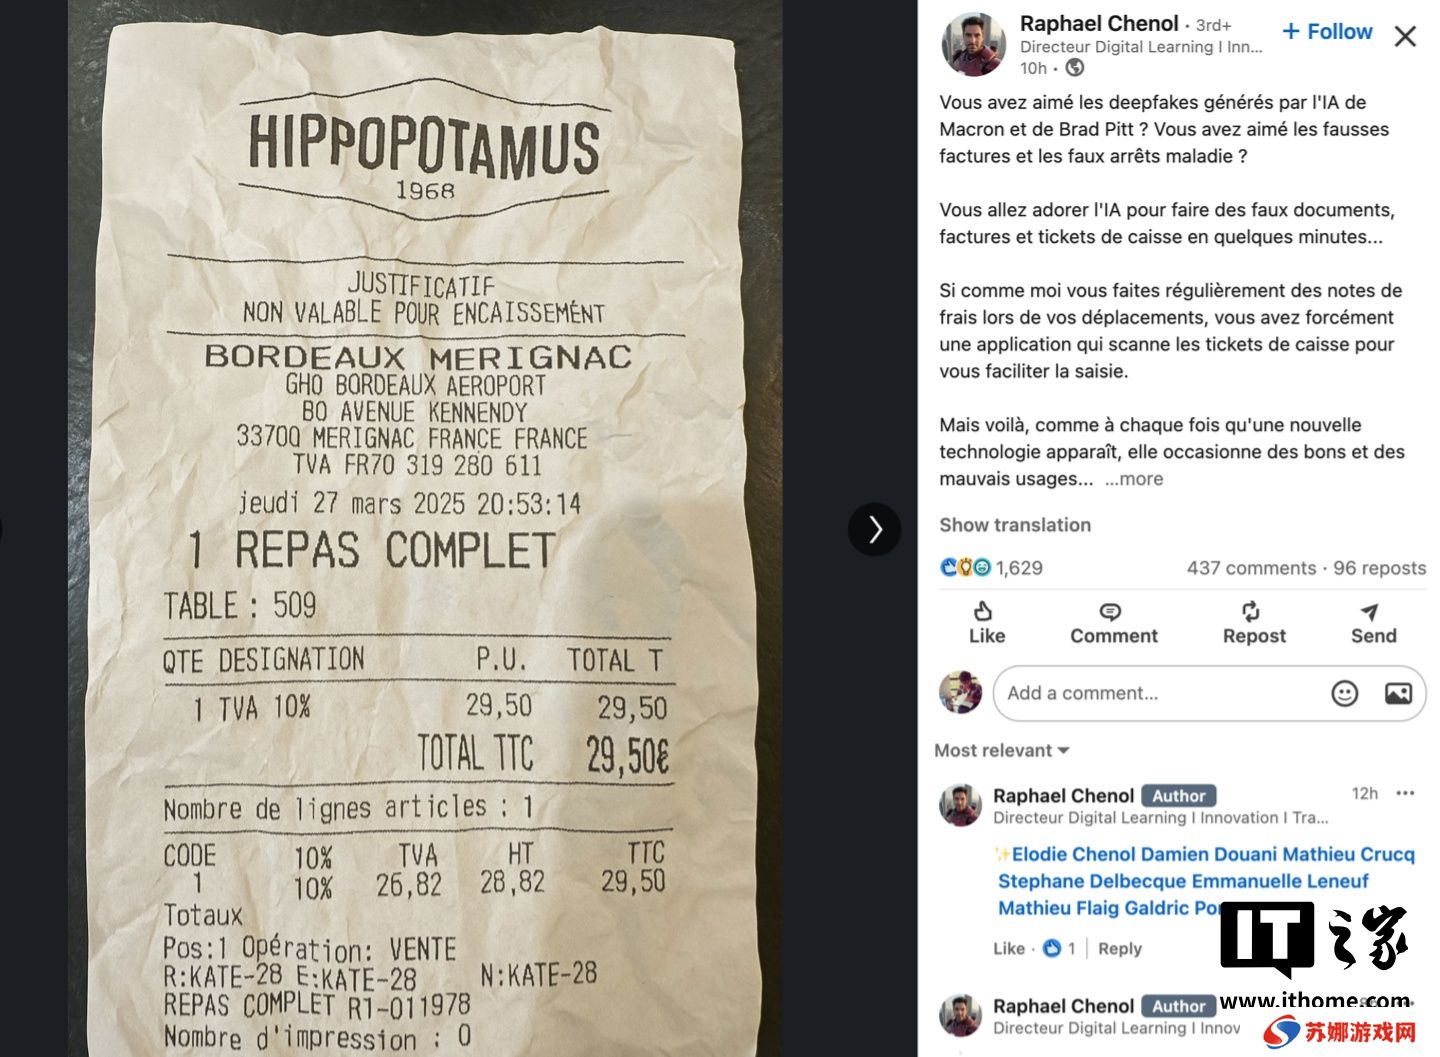 HIPPOPOTAMUS
1968
JUSTIFICATIF
NON VALABLE POUR ENCAISSEMÉNT
BORDEAUX MERIGNAC
GHO BORDEAUX AEROPORT
BO AVENUE KENNENDY
33700 MERIGNAC FRANCE FRANCE
TVA FR70 319 280 611
jeudi 27 mars 2025 20:53:14
1 REPAS COMPLET
TABLE : 509
QTE DESIGNATION P.U. TOTAL T
1 TVA 10% 29,50 29,50
TOTAL TTC 29,50€
Nombre de lignes articles : 1
CODE 10% TVA HT TTC
1 10% 26,82 28,82 29,50
Totaux
Pos:1 Opération: VENTE
R:KATE-28 E:KATE-28 N:KATE-28
REPAS COMPLET R1-011978
Nombre d'impression : 0
Raphael Chenol · 3rd+
+ Follow
Directeur Digital Learning I Inn...
10h ·
Vous avez aimé les deepfakes générés par l'IA de
Macron et de Brad Pitt ? Vous avez aimé les fausses
factures et les faux arrêts maladie ?
Vous allez adorer l'IA pour faire des faux documents,
factures et tickets de caisse en quelques minutes...
Si comme moi vous faites régulièrement des notes de
frais lors de vos déplacements, vous avez forcément
une application qui scanne les tickets de caisse pour
vous faciliter la saisie.
Mais voilà, comme à chaque fois qu'une nouvelle
technologie apparaît, elle occasionne des bons et des
mauvais usages... ...more
Show translation
1,629 437 comments · 96 reposts
Like Comment Repost Send
Add a comment...
Most relevant
Raphael Chenol Author 12h
Directeur Digital Learning I Innovation I Tra...
Elodie Chenol Damien Douani Mathieu Crucq
Stephane Delbecque Emmanuelle Leneuf
Mathieu Flaig Galdric
Like · 1 | Reply
IT之家
www.ithome.com
Raphael Chenol Author
Directeur Digital Learning I Innov
苏娜游戏网